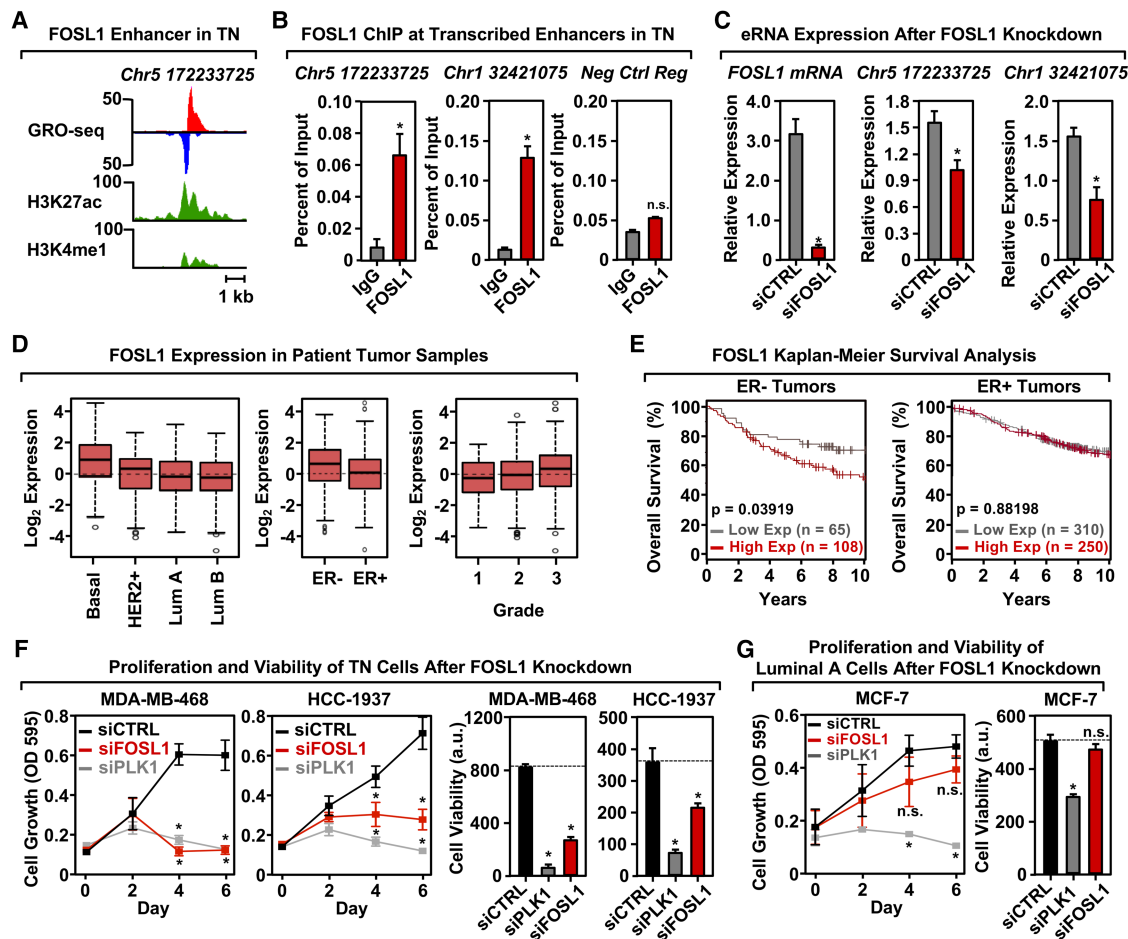 A
FOSL1 Enhancer in TN
Chr5 172233725
50
GRO-seq
50
100
H3K27ac
100
H3K4me1
1 kb
B
FOSL1 ChIP at Transcribed Enhancers in TN
Chr5 172233725
Percent of Input
0.10
0.08
0.06
0.04
0.02
0
*
IgG
FOSL1
Chr1 32421075
Percent of Input
0.20
0.15
0.10
0.05
0
*
IgG
FOSL1
Neg Ctrl Reg
Percent of Input
0.20
0.15
0.10
0.05
0
n.s.
IgG
FOSL1
C
eRNA Expression After FOSL1 Knockdown
FOSL1 mRNA
Relative Expression
4.0
3.0
2.0
1.0
0
*
siCTRL
siFOSL1
Chr5 172233725
Relative Expression
1.8
1.5
1.2
0.9
0.6
0.3
0
*
siCTRL
siFOSL1
Chr1 32421075
Relative Expression
2.0
1.5
1.0
0.5
0
*
siCTRL
siFOSL1
D
FOSL1 Expression in Patient Tumor Samples
Log2 Expression
4
2
0
-2
-4
Basal
HER2+
Lum A
Lum B
Log2 Expression
4
2
0
-2
-4
ER- ER+
Log2 Expression
4
2
0
-2
-4
1 2 3
Grade
E
FOSL1 Kaplan-Meier Survival Analysis
ER- Tumors
Overall Survival (%)
100
80
60
40
20
0
p = 0.03919
Low Exp (n = 65)
High Exp (n = 108)
0 2 4 6 8 10
Years
ER+ Tumors
Overall Survival (%)
100
80
60
40
20
0
p = 0.88198
Low Exp (n = 310)
High Exp (n = 250)
0 2 4 6 8 10
Years
F
Proliferation and Viability of TN Cells After FOSL1 Knockdown
MDA-MB-468
Cell Growth (OD 595)
0.8
0.6
0.4
0.2
0
siCTRL
siFOSL1
siPLK1
*
*
*
*
0 2 4 6
Day
HCC-1937
0.8
0.6
0.4
0.2
0
siCTRL
siFOSL1
siPLK1
*
*
*
*
0 2 4 6
Day
MDA-MB-468
Cell Viability (a.u.)
1200
800
400
0
*
*
siCTRL
siPLK1
siFOSL1
HCC-1937
500
400
300
200
100
0
*
*
siCTRL
siPLK1
siFOSL1
G
Proliferation and Viability of
Luminal A Cells After FOSL1 Knockdown
MCF-7
Cell Growth (OD 595)
0.6
0.4
0.2
0
siCTRL
siFOSL1
siPLK1
n.s.
n.s.
*
*
0 2 4 6
Day
MCF-7
Cell Viability (a.u.)
600
400
200
0
*
n.s.
siCTRL
siPLK1
siFOSL1